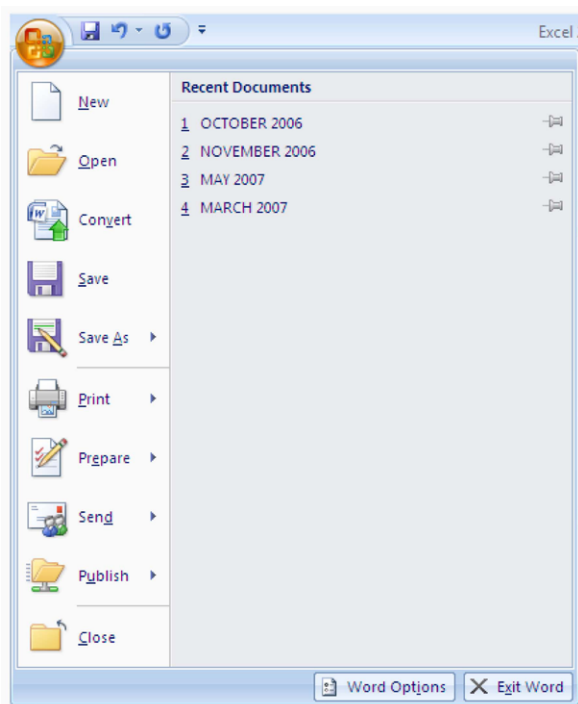 Excel
New
Open
Convert
Save
Save As
Print
Prepare
Send
Publish
Close
Recent Documents
1 OCTOBER 2006
2 NOVEMBER 2006
3 MAY 2007
4 MARCH 2007
Word Options
Exit Word